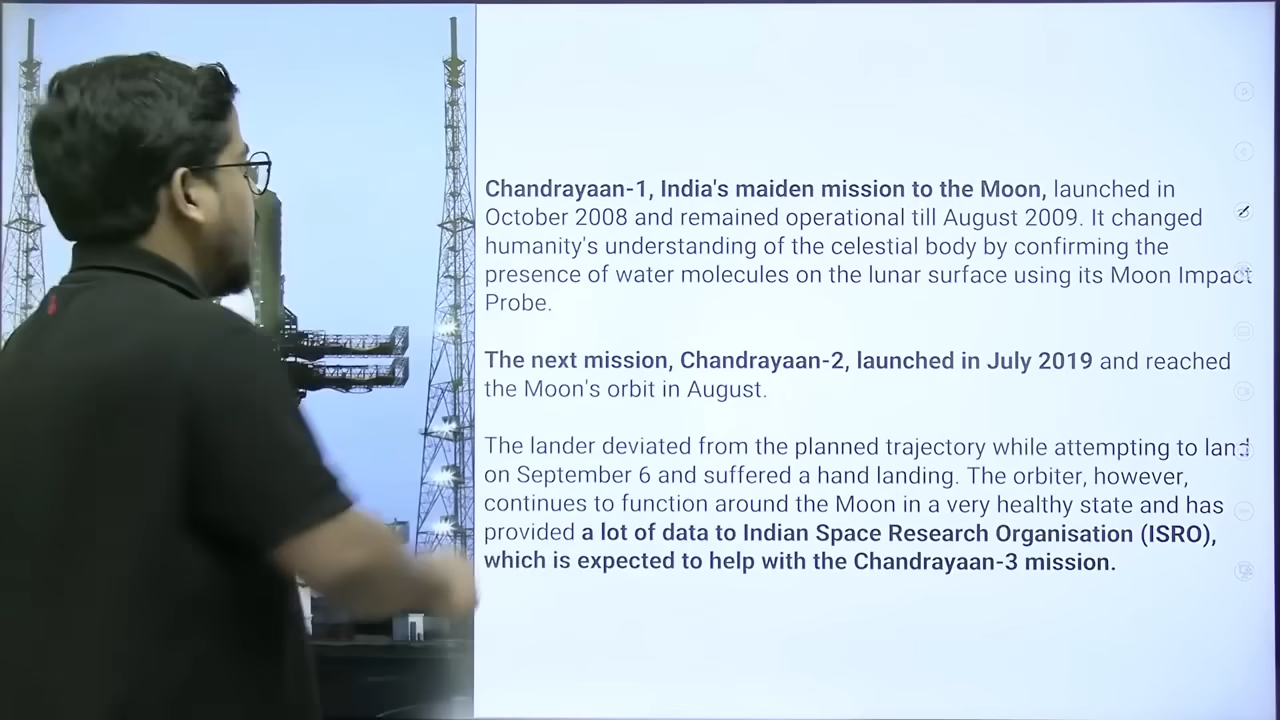 Chandrayaan-1, India's maiden mission to the Moon, launched in
October 2008 and remained operational till August 2009. It changed
humanity's understanding of the celestial body by confirming the
presence of water molecules on the lunar surface using its Moon Impact
Probe.
The next mission, Chandrayaan-2, launched in July 2019 and reached
the Moon's orbit in August.
The lander deviated from the planned trajectory while attempting to land
on September 6 and suffered a hand landing. The orbiter, however,
continues to function around the Moon in a very healthy state and has
provided a lot of data to Indian Space Research Organisation (ISRO),
which is expected to help with the Chandrayaan-3 mission.